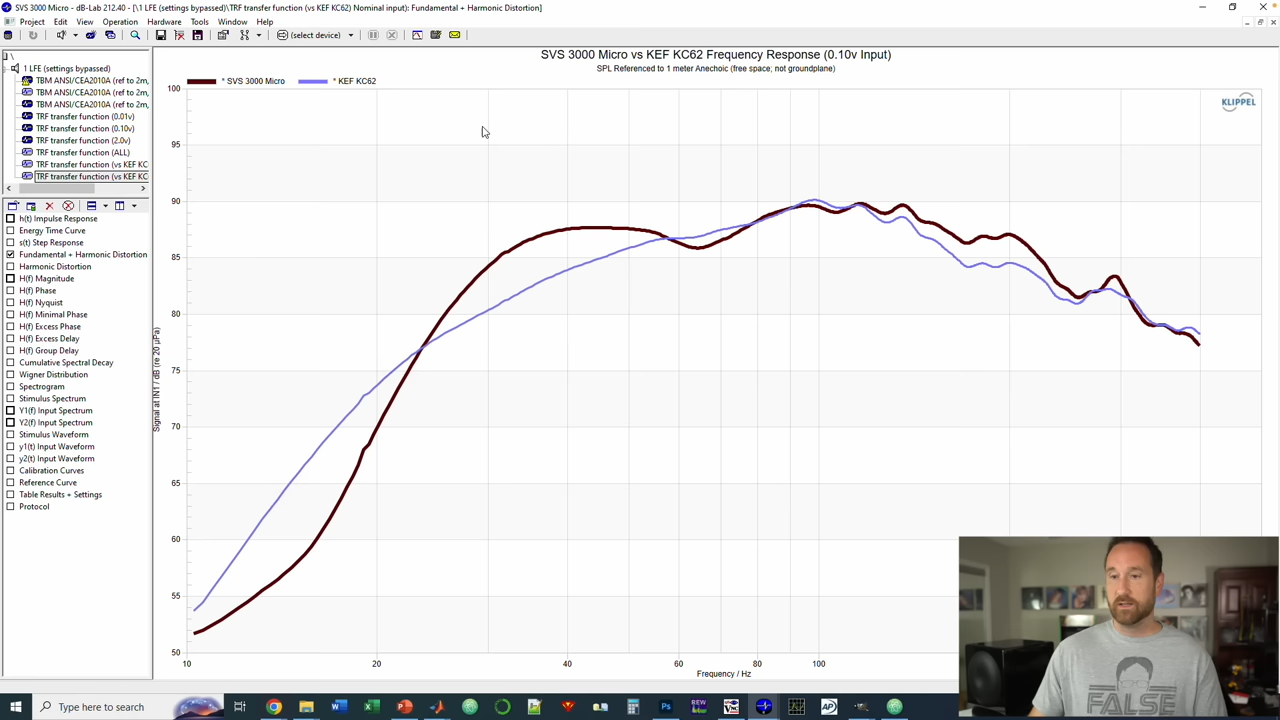 SVS 3000 Micro - dB-Lab 212.40 - [\1 LFE (settings bypassed)\TRF transfer function (vs KEF KC62) Nominal input): Fundamental + Harmonic Distortion]
Project Edit View Operation Hardware Tools Window Help
(select device)
\
1 LFE (settings bypassed)
TBM ANSI/CEA2010A (ref to 2m,
TBM ANSI/CEA2010A (ref to 2m,
TBM ANSI/CEA2010A (ref to 2m,
TRF transfer function (0.01v)
TRF transfer function (0.10v)
TRF transfer function (2.0v)
TRF transfer function (ALL)
TRF transfer function (vs KEF KC6
TRF transfer function (vs KEF KC
h(t) Impulse Response
Energy Time Curve
s(t) Step Response
Fundamental + Harmonic Distortion
Harmonic Distortion
H(f) Magnitude
H(f) Phase
H(f) Nyquist
H(f) Minimal Phase
H(f) Excess Phase
H(f) Excess Delay
H(f) Group Delay
Cumulative Spectral Decay
Wigner Distribution
Spectrogram
Stimulus Spectrum
Y1(f) Input Spectrum
Y2(f) Input Spectrum
Stimulus Waveform
y1(t) Input Waveform
y2(t) Input Waveform
Calibration Curves
Reference Curve
Table Results + Settings
Protocol
SVS 3000 Micro vs KEF KC62 Frequency Response (0.10v Input)
SPL Referenced to 1 meter Anechoic (free space; not groundplane)
* SVS 3000 Micro * KEF KC62
KLIPPEL
100
95
90
85
80
75
70
65
60
55
50
Signal at IN1 / dB (re 20 µPa)
10 20 40 60 80 100
Frequency / Hz
FALSE
Type here to search
REW
AP